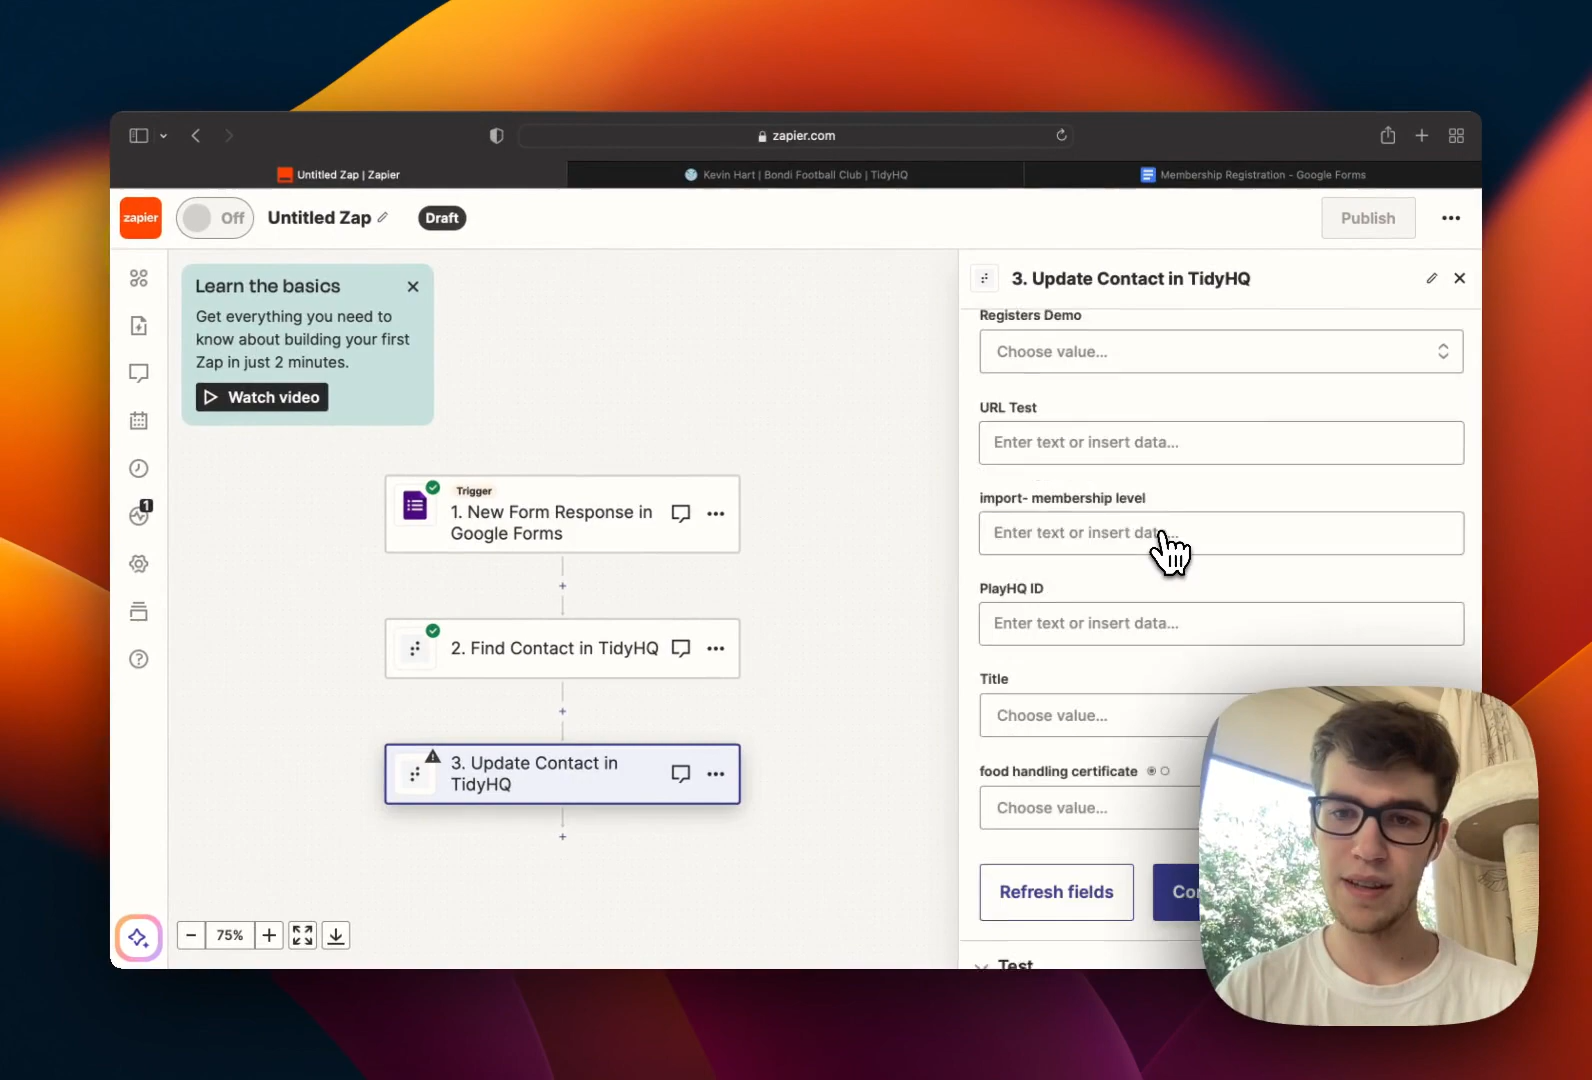 zapier.com
Untitled Zap | Zapier
Kevin Hart | Bondi Football Club | TidyHQ
Membership Registration - Google Forms
zapier
Off
Untitled Zap
Draft
Publish
Learn the basics
Get everything you need to
know about building your first
Zap in just 2 minutes.
Watch video
1
Trigger
1. New Form Response in
Google Forms
2. Find Contact in TidyHQ
3. Update Contact in
TidyHQ
75%
3. Update Contact in TidyHQ
Registers Demo
Choose value...
URL Test
Enter text or insert data...
import- membership level
Enter text or insert dat...
PlayHQ ID
Enter text or insert data...
Title
Choose value...
food handling certificate
Choose value...
Refresh fields
Test